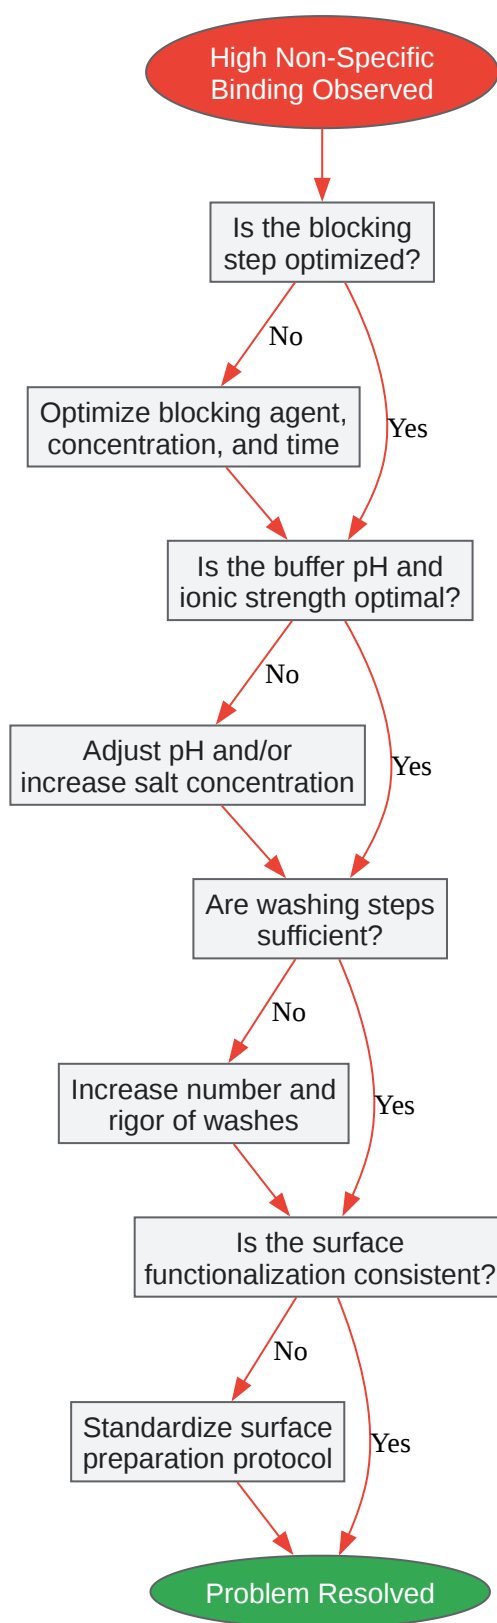 High Non-Specific
Binding Observed
Is the blocking
step optimized?
No
Optimize blocking agent,
concentration, and time
Yes
Is the buffer pH and
ionic strength optimal?
No
Adjust pH and/or
increase salt concentration
Yes
Are washing steps
sufficient?
No
Increase number and
rigor of washes
Yes
Is the surface
functionalization consistent?
No
Standardize surface
preparation protocol
Yes
Problem Resolved